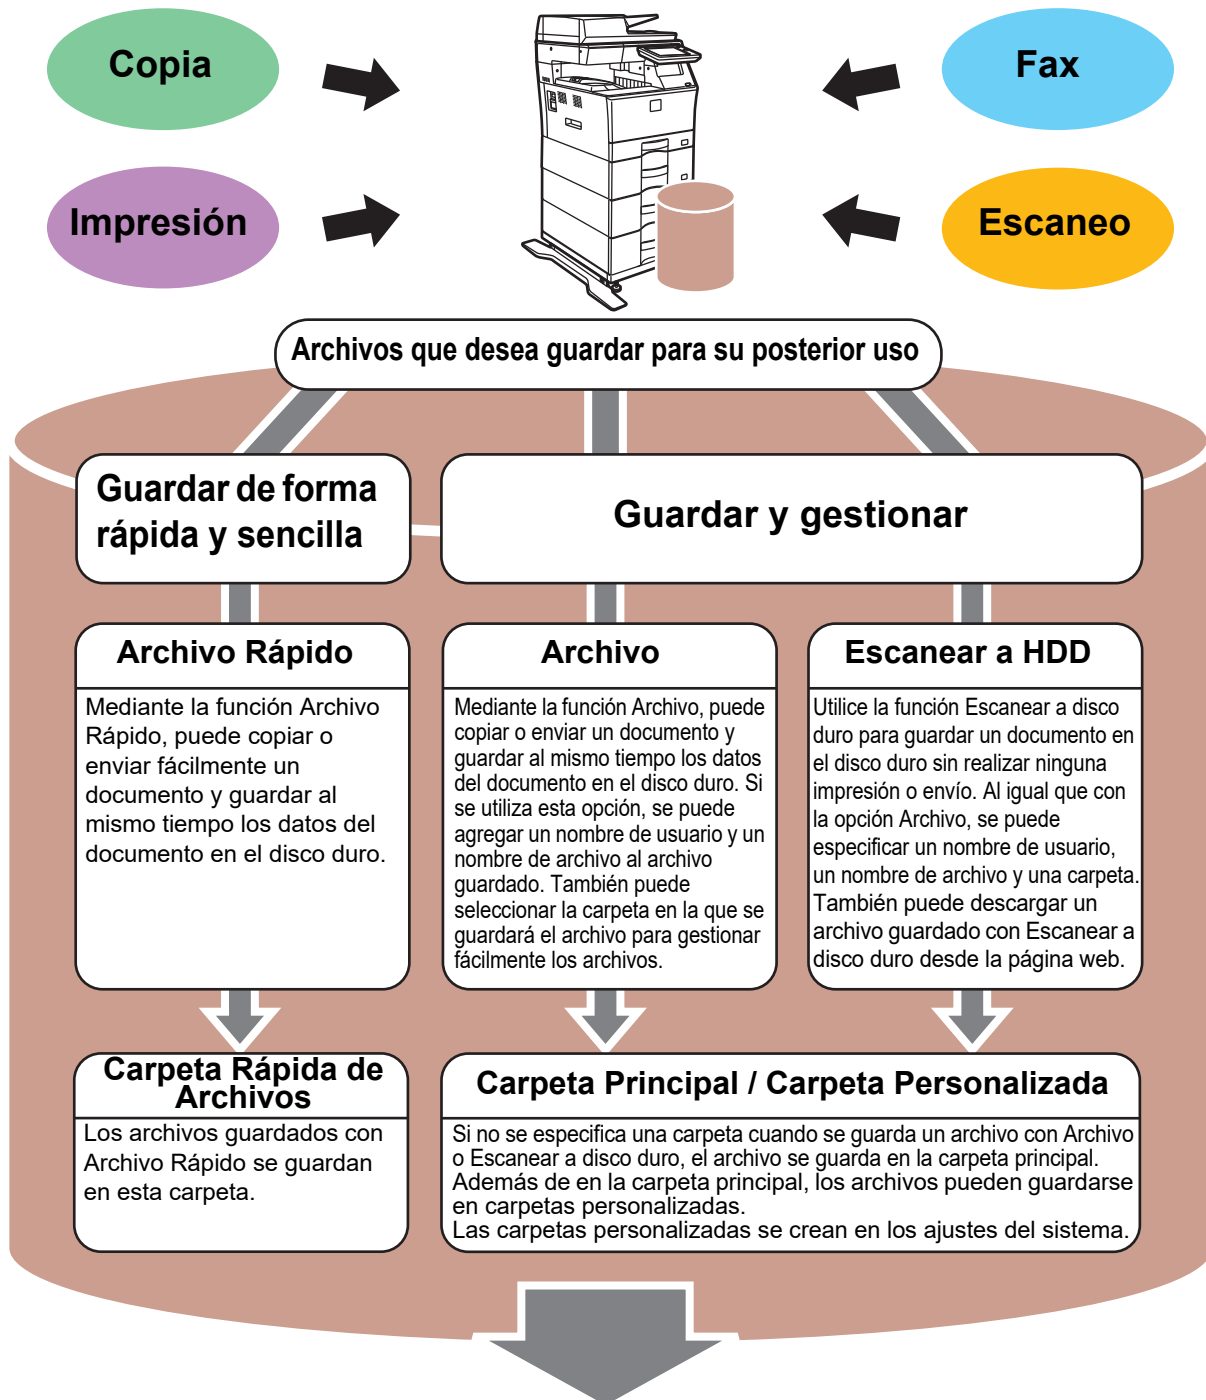 Copia
Fax
Impresión
Escaneo
Archivos que desea guardar para su posterior uso
Guardar de forma
rápida y sencilla
Guardar y gestionar
Archivo Rápido
Mediante la función Archivo
Rápido, puede copiar o
enviar fácilmente un
documento y guardar al
mismo tiempo los datos del
documento en el disco duro.
Archivo
Mediante la función Archivo, puede
copiar o enviar un documento y
guardar al mismo tiempo los datos
del documento en el disco duro. Si
se utiliza esta opción, se puede
agregar un nombre de usuario y un
nombre de archivo al archivo
guardado. También puede
seleccionar la carpeta en la que se
guardará el archivo para gestionar
fácilmente los archivos.
Escanear a HDD
Utilice la función Escanear a disco
duro para guardar un documento en
el disco duro sin realizar ninguna
impresión o envío. Al igual que con
la opción Archivo, se puede
especificar un nombre de usuario,
un nombre de archivo y una carpeta.
También puede descargar un
archivo guardado con Escanear a
disco duro desde la página web.
Carpeta Rápida de
Archivos
Los archivos guardados con
Archivo Rápido se guardan
en esta carpeta.
Carpeta Principal / Carpeta Personalizada
Si no se especifica una carpeta cuando se guarda un archivo con Archivo
o Escanear a disco duro, el archivo se guarda en la carpeta principal.
Además de en la carpeta principal, los archivos pueden guardarse
en carpetas personalizadas.
Las carpetas personalizadas se crean en los ajustes del sistema.